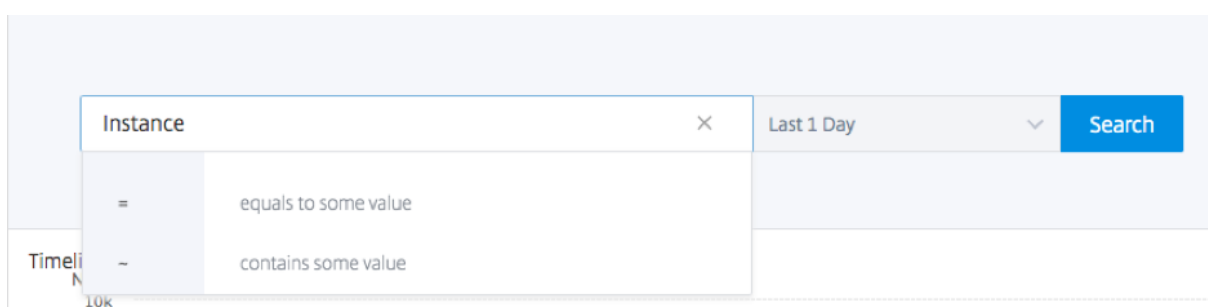 Instance
Last 1 Day
Search
= equals to some value
~ contains some value
Timeli
N
10k